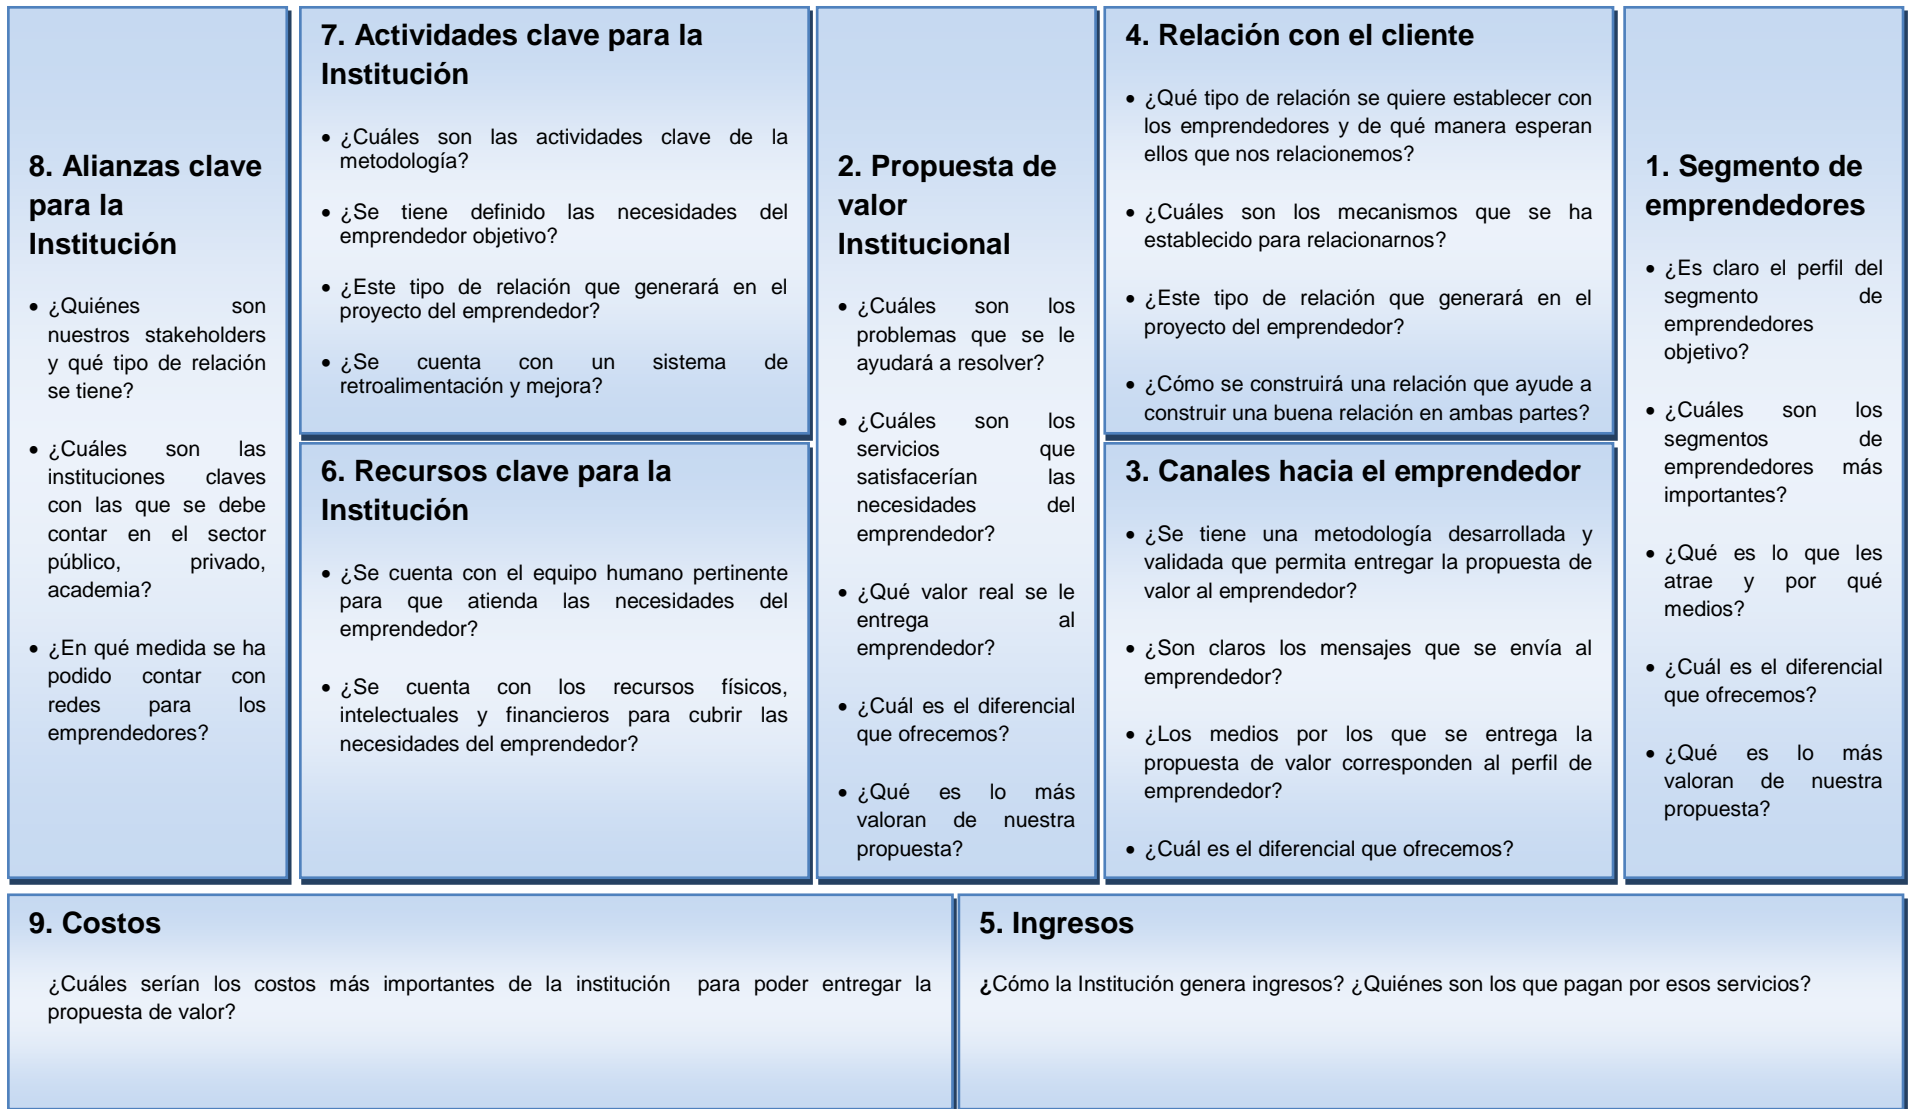 8. Alianzas clave
para la
Institución
• ¿Quiénes son
nuestros stakeholders
y qué tipo de relación
se tiene?
• ¿Cuáles son las
instituciones claves
con las que se debe
contar en el sector
público, privado,
academia?
• ¿En qué medida se ha
podido contar con
redes para los
emprendedores?
7. Actividades clave para la
Institución
• ¿Cuáles son las actividades clave de la
metodología?
• ¿Se tiene definido las necesidades del
emprendedor objetivo?
• ¿Este tipo de relación que generará en el
proyecto del emprendedor?
• ¿Se cuenta con un sistema de
retroalimentación y mejora?
6. Recursos clave para la
Institución
• ¿Se cuenta con el equipo humano pertinente
para que atienda las necesidades del
emprendedor?
• ¿Se cuenta con los recursos físicos,
intelectuales y financieros para cubrir las
necesidades del emprendedor?
2. Propuesta de
valor
Institucional
• ¿Cuáles son los
problemas que se le
ayudará a resolver?
• ¿Cuáles son los
servicios que
satisfacerían las
necesidades del
emprendedor?
• ¿Qué valor real se le
entrega al
emprendedor?
• ¿Cuál es el diferencial
que ofrecemos?
• ¿Qué es lo más
valoran de nuestra
propuesta?
4. Relación con el cliente
• ¿Qué tipo de relación se quiere establecer con
los emprendedores y de qué manera esperan
ellos que nos relacionemos?
• ¿Cuáles son los mecanismos que se ha
establecido para relacionarnos?
• ¿Este tipo de relación que generará en el
proyecto del emprendedor?
• ¿Cómo se construirá una relación que ayude a
construir una buena relación en ambas partes?
3. Canales hacia el emprendedor
• ¿Se tiene una metodología desarrollada y
validada que permita entregar la propuesta de
valor al emprendedor?
• ¿Son claros los mensajes que se envía al
emprendedor?
• ¿Los medios por los que se entrega la
propuesta de valor corresponden al perfil de
emprendedor?
• ¿Cuál es el diferencial que ofrecemos?
1. Segmento de
emprendedores
• ¿Es claro el perfil del
segmento de
emprendedores
objetivo?
• ¿Cuáles son los
segmentos de
emprendedores más
importantes?
• ¿Qué es lo que les
atrae y por qué
medios?
• ¿Cuál es el diferencial
que ofrecemos?
• ¿Qué es lo más
valoran de nuestra
propuesta?
9. Costos
¿Cuáles serían los costos más importantes de la institución para poder entregar la
propuesta de valor?
5. Ingresos
¿Cómo la Institución genera ingresos? ¿Quiénes son los que pagan por esos servicios?